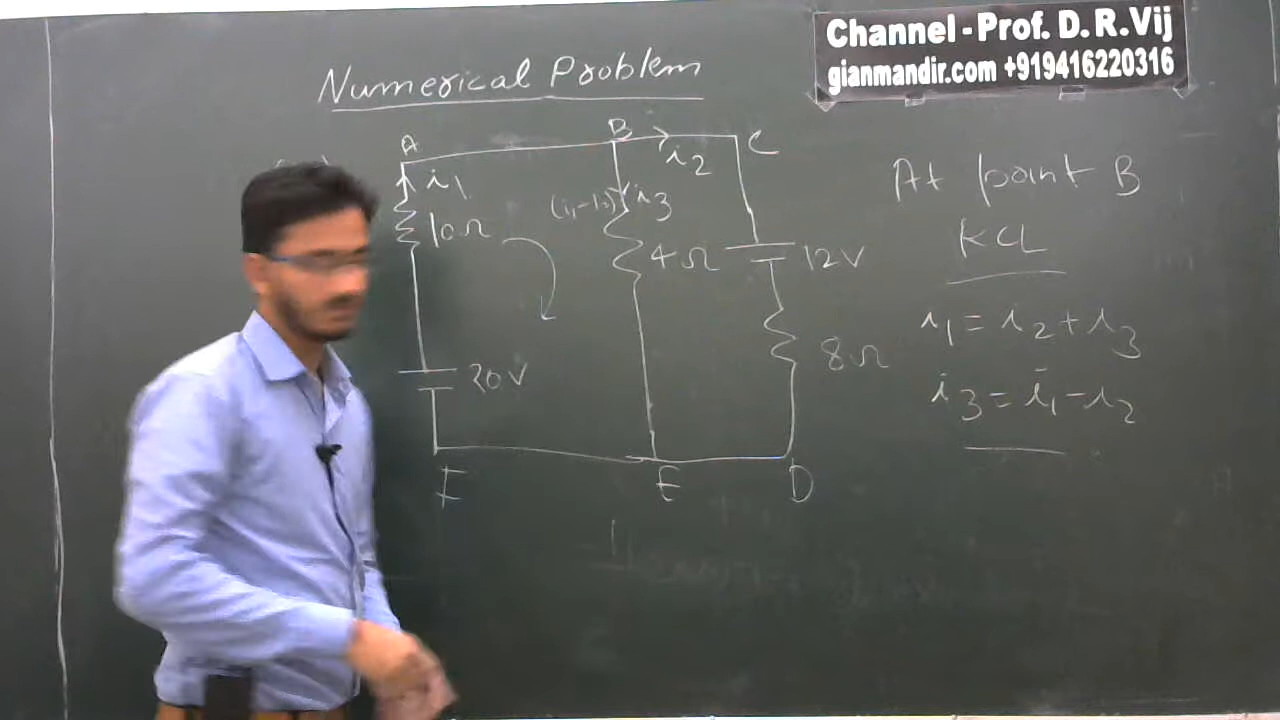 Channel - Prof. D. R. Vij
gianmandir.com +919416220316
Numerical Problem
A
B
C
i₁
i₂
(i₁-i₂)
i₃
10Ω
4Ω
12V
20V
8Ω
F
E
D
At point B
KCL
i₁ = i₂ + i₃
i₃ = i₁ - i₂